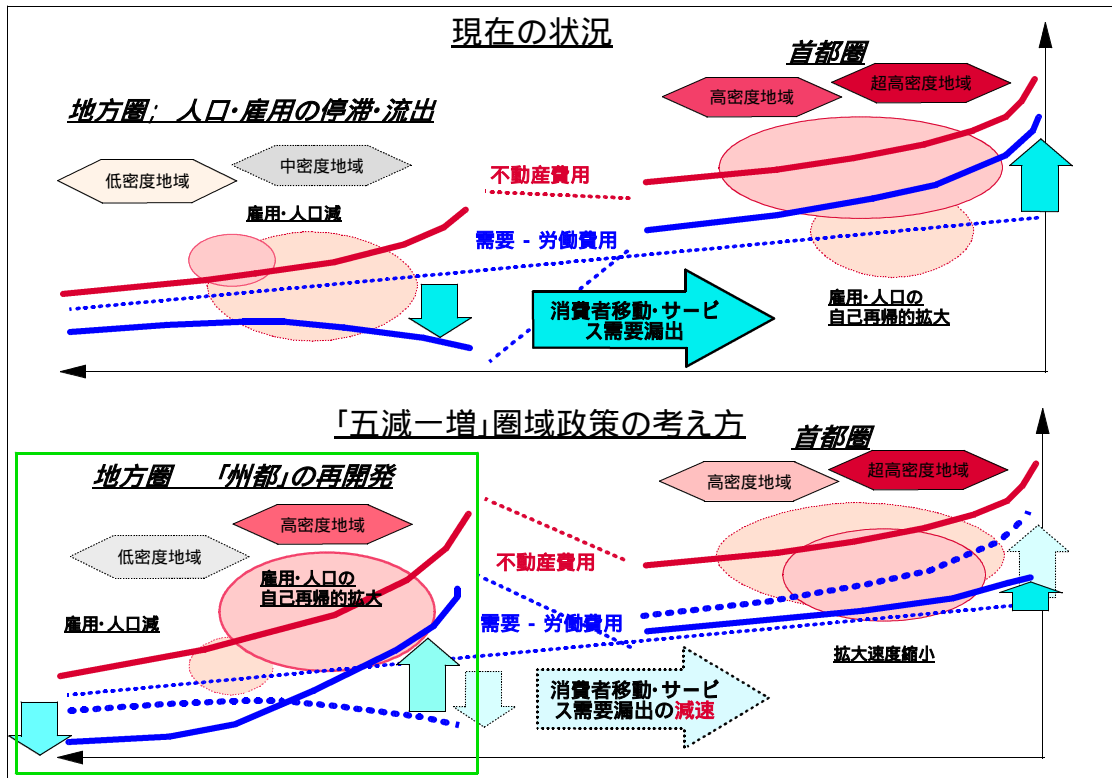 現在の状況
首都圏
高密度地域
超高密度地域
地方圏； 人口・雇用の停滞・流出
低密度地域
中密度地域
不動産費用
雇用・人口減
需要 - 労働費用
消費者移動・サービ
ス需要漏出
雇用・人口の
自己再帰的拡大
「五減一増」圏域政策の考え方
首都圏
地方圏 「州都」の再開発
高密度地域
超高密度地域
高密度地域
低密度地域
不動産費用
雇用・人口の
自己再帰的拡大
雇用・人口減
需要 - 労働費用
拡大速度縮小
消費者移動・サービ
ス需要漏出の減速